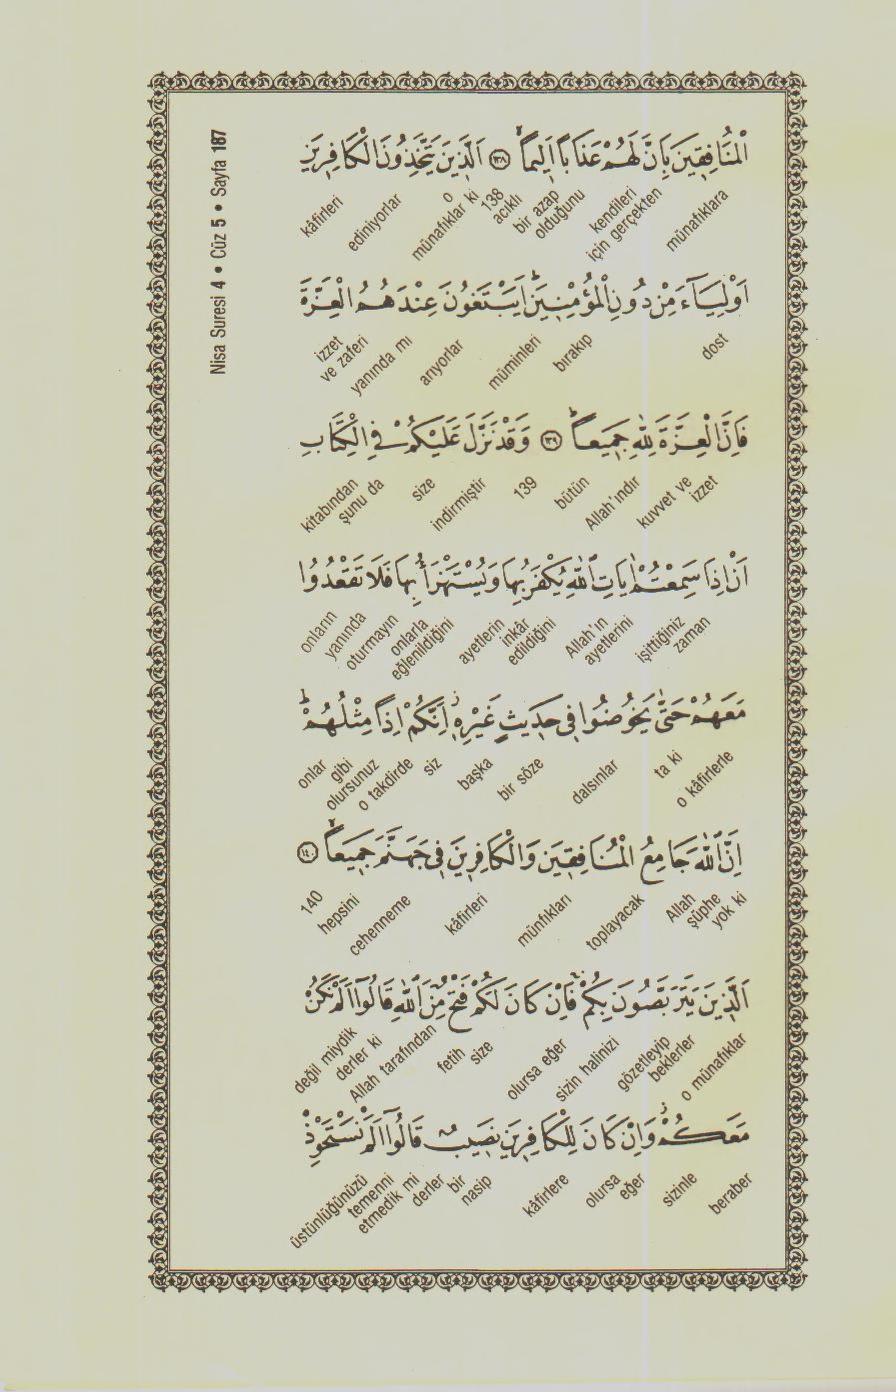 Nisa Suresi 4 • Cüz 5 • Sayfa 187
الْمُنَافِقِينَ بِاَنَّ لَهُمْ عَذَابًا اَلِيمًاۙ ﴿١٣٨﴾ اَلَّذِينَ يَتَّخِذُونَ الْكَافِرِينَ
münafıklara
kendileri için gerçekten
bir azap olduğunu
138 acıklı
o münafıklar ki
ediniyorlar
kâfirleri
اَوْلِيَٓاءَ مِنْ دُونِ الْمُؤْمِنِينَۜ اَيَبْتَغُونَ عِنْدَهُمُ الْعِزَّةَ
dost
bırakıp
müminleri
arıyorlar
yanında mı
izzet ve zaferi
فَاِنَّ الْعِزَّةَ لِلّٰهِ جَمِيعًاۜ ﴿١٣٩﴾ وَقَدْ نَزَّلَ عَلَيْكُمْ فِي الْكِتَابِ
kuvvet ve izzet
Allah'ındır
bütün
139
indirmiştir
size
kitabından şunu da
اَنْ اِذَا سَمِعْتُمْ اٰيَاتِ اللّٰهِ يُكْفَرُ بِهَا وَيُسْتَهْزَاُ بِهَا فَلَا تَقْعُدُوا
işittiğiniz zaman
Allah'ın ayetlerini
ayetlerin inkâr edildiğini
onlarla eğlenildiğini
onların yanında oturmayın
مَعَهُمْ حَتّٰى يَخُوضُوا فِي حَدِيثٍ غَيْرِهِۘ اِنَّكُمْ اِذًا مِثْلُهُمْۜ
o kâfirlerle
ta ki
dalsınlar
bir söze
başka
siz
o takdirde
onlar gibi olursunuz
اِنَّ اللّٰهَ جَامِعُ الْمُنَافِقِينَ وَالْكَافِرِينَ فِي جَهَنَّمَ جَمِيعًاۙ ﴿١٤٠﴾
Allah şüphe yok ki
toplayacak
münfıkları
kâfirleri
cehenneme
hepsini
140
اَلَّذِينَ يَتَرَبَّصُونَ بِكُمْۚ فَاِنْ كَانَ لَكُمْ فَتْحٌ مِنَ اللّٰهِ قَالُٓوا اَلَمْ نَكُنْ
o münafıklar
gözetleyip beklerler
sizin halinizi
olursa eğer
size
fetih
Allah tarafından
derler ki
değil miydik
مَعَكُمْۘ وَاِنْ كَانَ لِلْكَافِرِينَ نَصِيبٌ قَالُٓوا اَلَمْ نَسْتَحْوِذْ
beraber
sizinle
olursa eğer
kâfirlere
bir nasip
derler
üstünlüğünüzü temenni etmedik mi